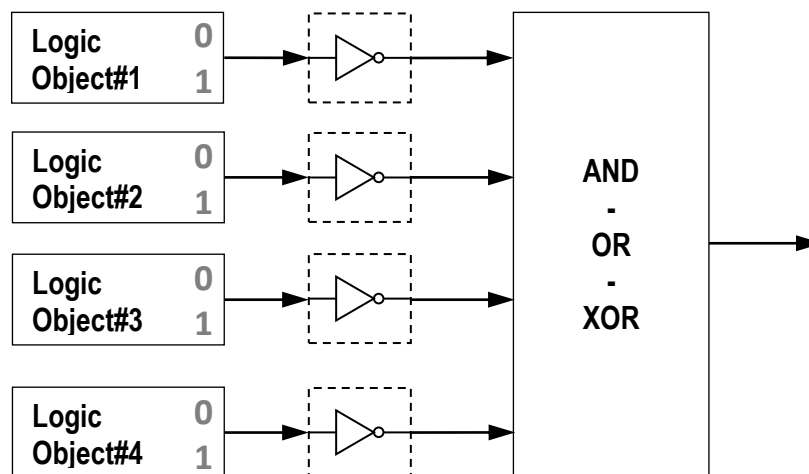 Logic 0
Object#1 1
Logic 0
Object#2 1
Logic 0
Object#3 1
Logic 0
Object#4 1
AND
-
OR
-
XOR